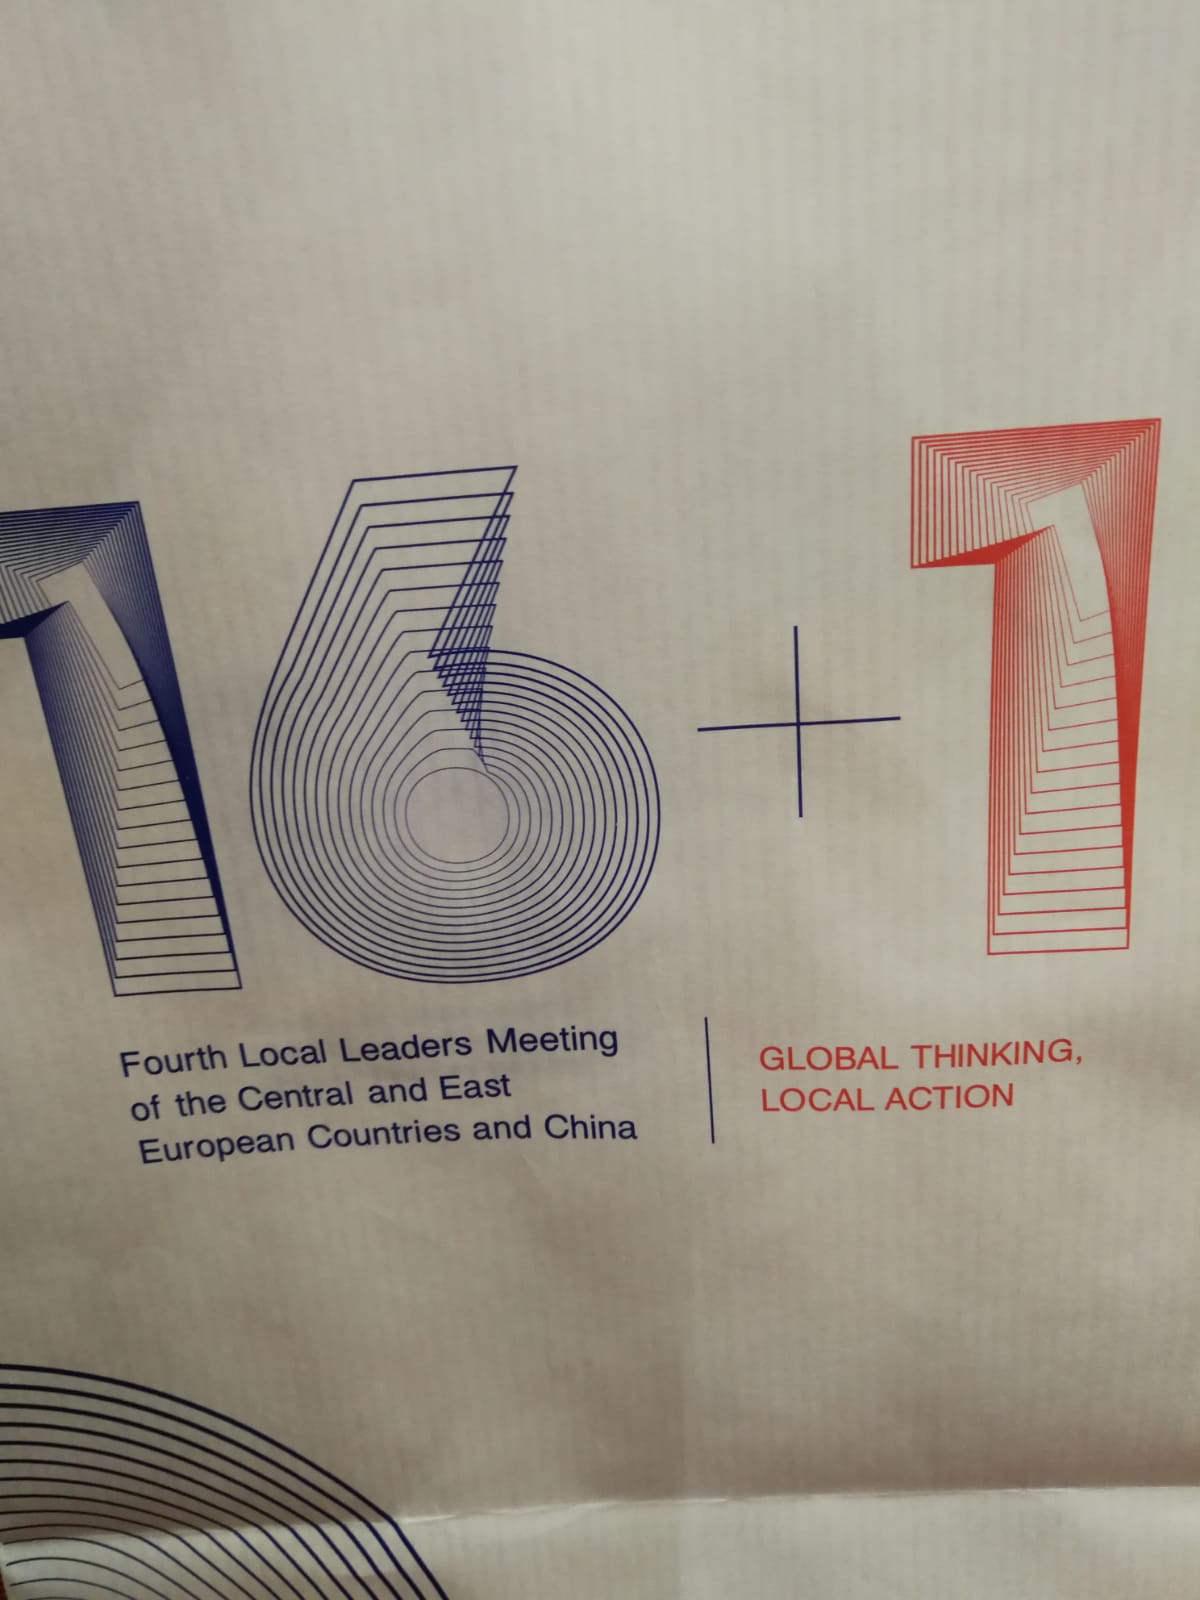 16+1
Fourth Local Leaders Meeting
of the Central and East
European Countries and China
GLOBAL THINKING,
LOCAL ACTION